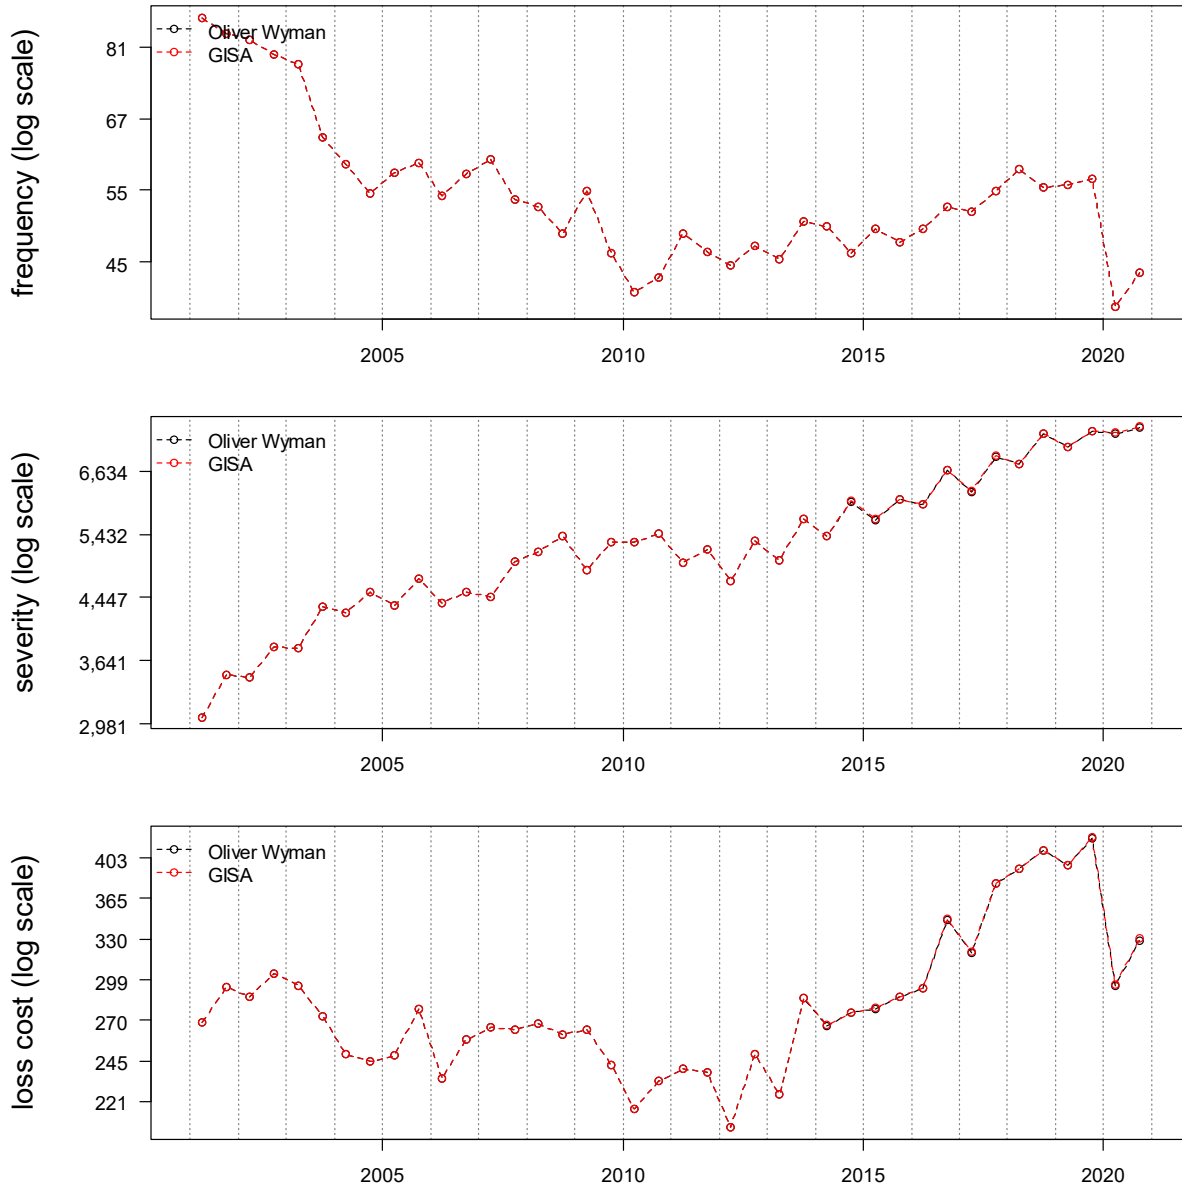 frequency (log scale)
Oliver Wyman
GISA
81
67
55
45
2005 2010 2015 2020
severity (log scale)
Oliver Wyman
GISA
6,634
5,432
4,447
3,641
2,981
2005 2010 2015 2020
loss cost (log scale)
Oliver Wyman
GISA
403
365
330
299
270
245
221
2005 2010 2015 2020